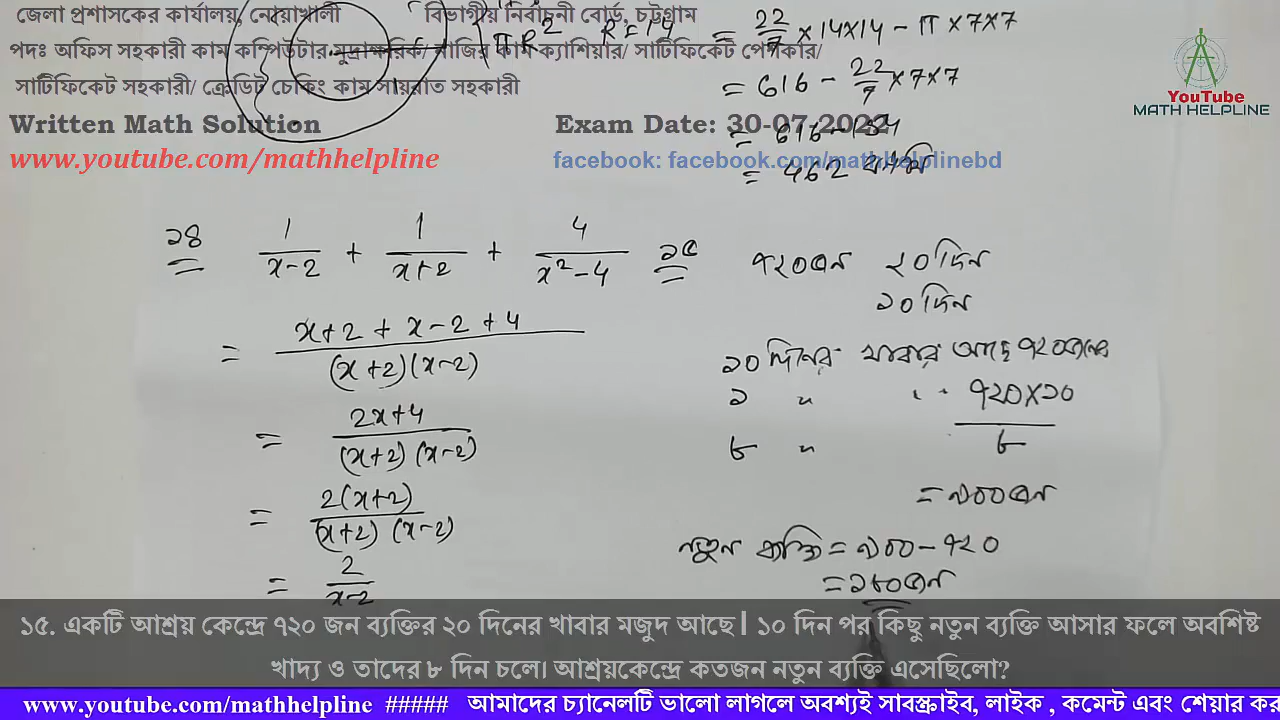 জেলা প্রশাসকের কার্যালয়, নোয়াখালী
বিভাগীয় নির্বাচনী বোর্ড, চট্টগ্রাম
পদঃ অফিস সহকারী কাম কম্পিউটার মুদ্রাক্ষরিক/ নাজির কাম ক্যাশিয়ার/ সার্টিফিকেট পেশকার/
সার্টিফিকেট সহকারী/ ক্রেডিট চেকিং কাম সায়রাত সহকারী
Written Math Solution
Exam Date: 30-07-2022
www.youtube.com/mathhelpline
facebook: facebook.com/mathhelplinebd
YouTube
MATH HELPLINE
πR² R=14 = 22/7 ×14×14 - π×7×7
= 616 - 22/7 ×7×7
= 616 - 154
= 462
১৪ 1/(x-2) + 1/(x+2) + 4/(x²-4)
= (x+2+x-2+4)/((x+2)(x-2))
= (2x+4)/((x+2)(x-2))
= 2(x+2)/((x+2)(x-2))
= 2/(x-2)
১৫ ৭২০জন ২০দিন
১০দিন
১০দিনের খাবার আছে ৭২০জনের
১ " " " ৭২০×১০
৮ " ৮
= ৯০০জন
নতুন ব্যক্তি = ৯০০-৭২০
= ১৮০জন
১৫. একটি আশ্রয় কেন্দ্রে ৭২০ জন ব্যক্তির ২০ দিনের খাবার মজুদ আছে। ১০ দিন পর কিছু নতুন ব্যক্তি আসার ফলে অবশিষ্ট
খাদ্য ও তাদের ৮ দিন চলে। আশ্রয়কেন্দ্রে কতজন নতুন ব্যক্তি এসেছিলো?
www.youtube.com/mathhelpline ##### আমাদের চ্যানেলটি ভালো লাগলে অবশ্যই সাবস্ক্রাইব, লাইক , কমেন্ট এবং শেয়ার কর